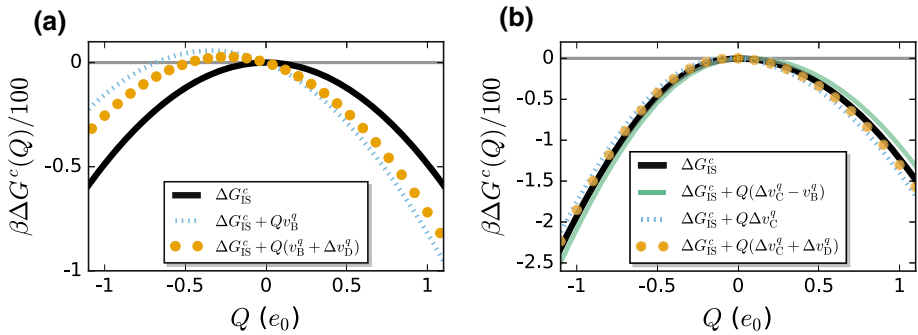 (a)
βΔG^c(Q)/100
0
-0.5
-1
ΔG^c_IS
ΔG^c_IS + Qv^q_B
ΔG^c_IS + Q(v^q_B + Δv^q_D)
-1 -0.5 0 0.5 1
Q (e_0)
(b)
βΔG^c(Q)/100
0
-0.5
-1.0
-1.5
-2.0
-2.5
ΔG^c_IS
ΔG^c_IS + Q(Δv^q_C − v^q_B)
ΔG^c_IS + QΔv^q_C
ΔG^c_IS + Q(Δv^q_C + Δv^q_D)
-1 -0.5 0 0.5 1
Q (e_0)